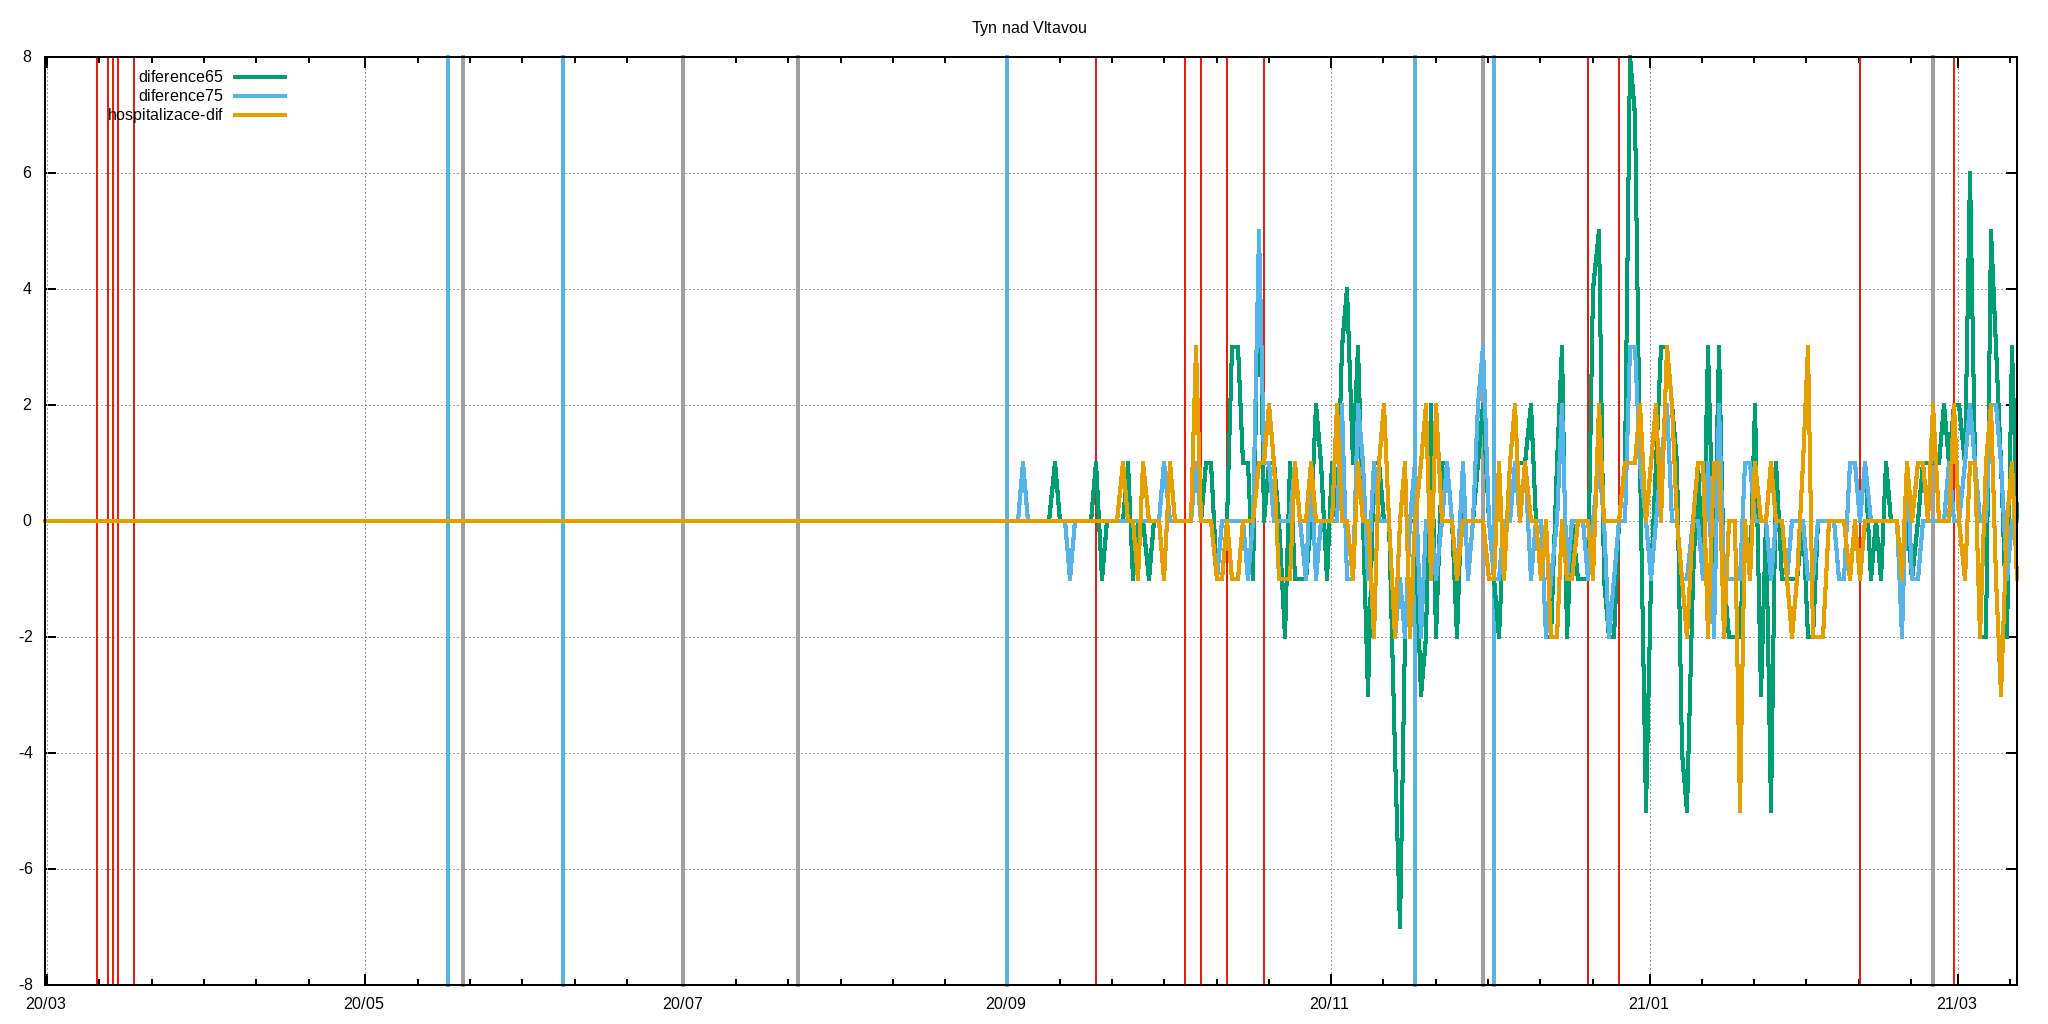 Tyn nad Vltavou
diference65
diference75
hospitalizace-dif
8
6
4
2
0
-2
-4
-6
-8
20/03 20/05 20/07 20/09 20/11 21/01 21/03